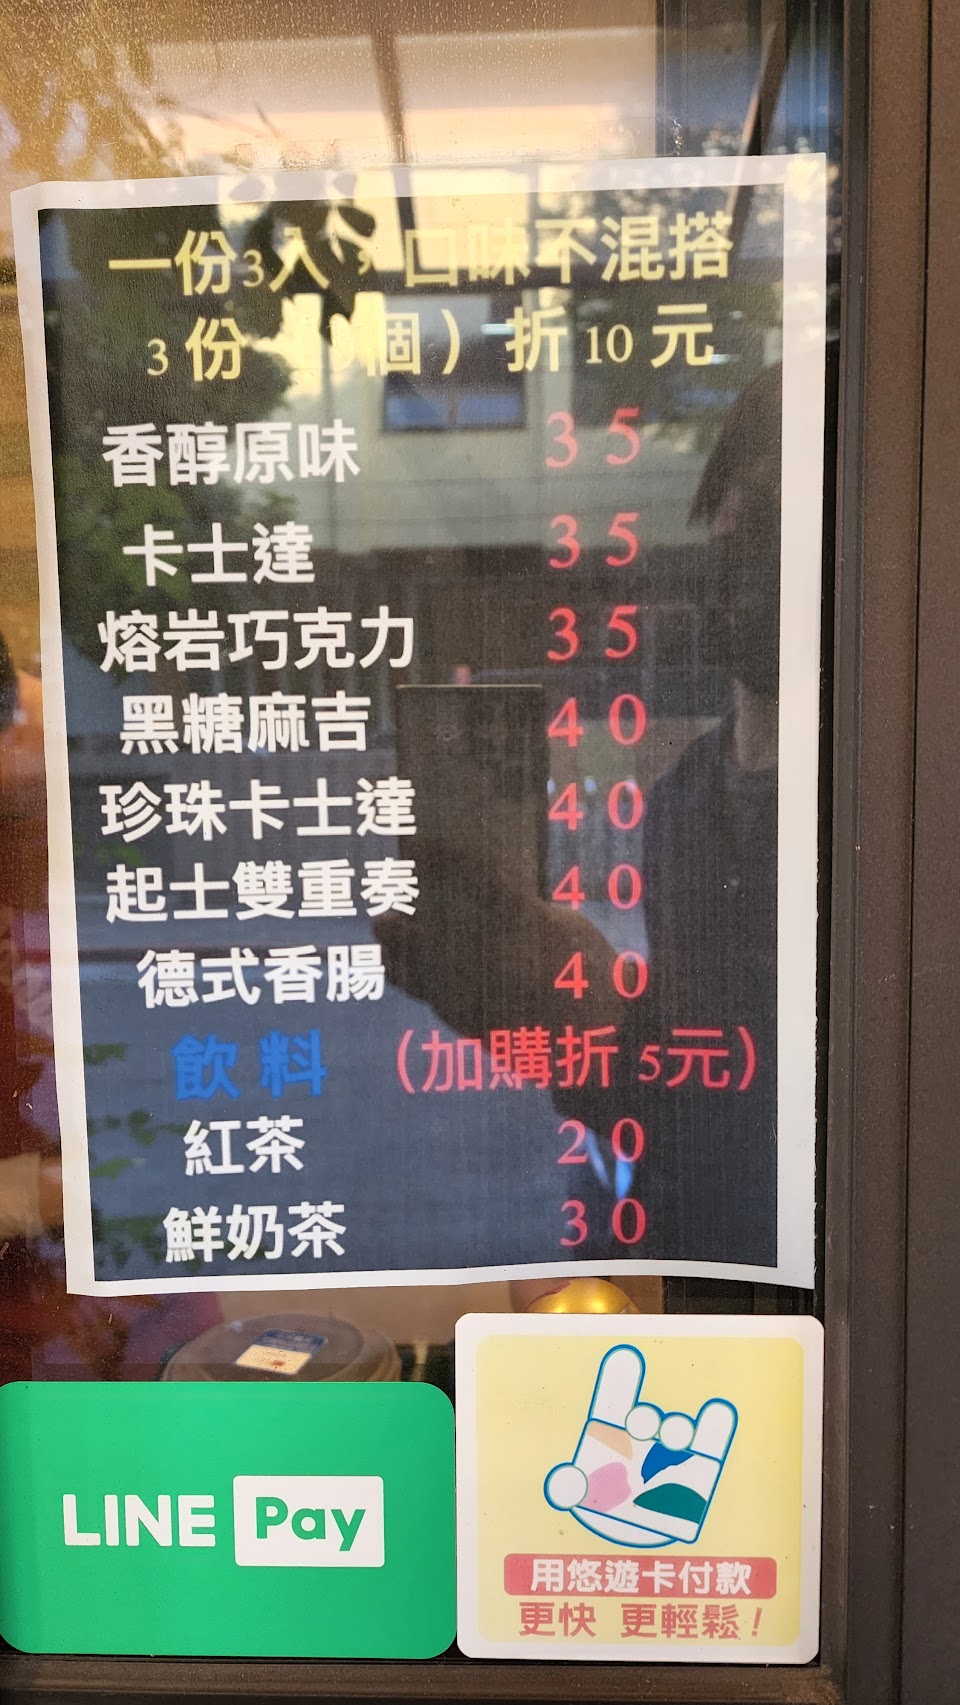 一份3入，口味不混搭
3份 個）折10元
香醇原味 35
卡士達 35
熔岩巧克力 35
黑糖麻吉 40
珍珠卡士達 40
起士雙重奏 40
德式香腸 40
飲料（加購折5元）
紅茶 20
鮮奶茶 30
LINE Pay
用悠遊卡付款
更快 更輕鬆！